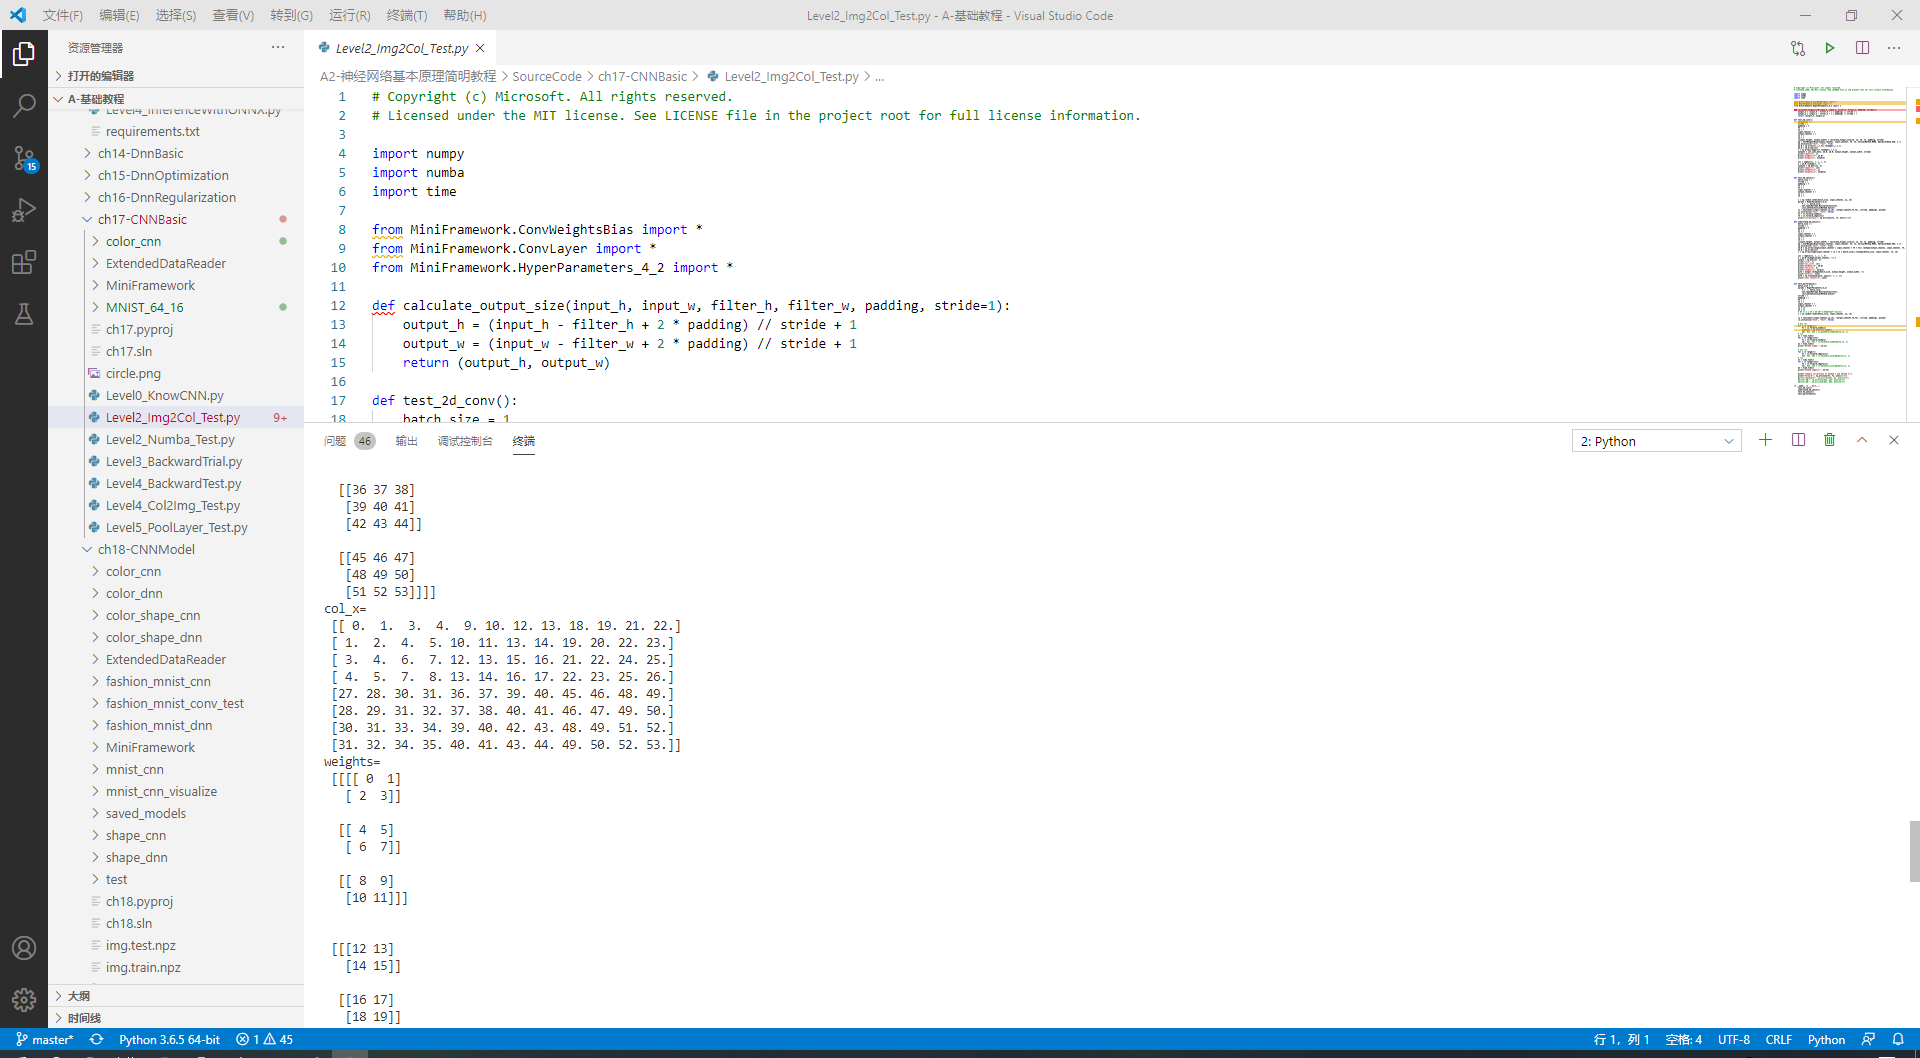 文件(F) 编辑(E) 选择(S) 查看(V) 转到(G) 运行(R) 终端(T) 帮助(H) Level2_Img2Col_Test.py - A-基础教程 - Visual Studio Code
资源管理器
打开的编辑器
A-基础教程
Level4_InferenceWithONNX.py
requirements.txt
ch14-DnnBasic
ch15-DnnOptimization
ch16-DnnRegularization
ch17-CNNBasic
color_cnn
ExtendedDataReader
MiniFramework
MNIST_64_16
ch17.pyproj
ch17.sln
circle.png
Level0_KnowCNN.py
Level2_Img2Col_Test.py 9+
Level2_Numba_Test.py
Level3_BackwardTrial.py
Level4_BackwardTest.py
Level4_Col2Img_Test.py
Level5_PoolLayer_Test.py
ch18-CNNModel
color_cnn
color_dnn
color_shape_cnn
color_shape_dnn
ExtendedDataReader
fashion_mnist_cnn
fashion_mnist_conv_test
fashion_mnist_dnn
MiniFramework
mnist_cnn
mnist_cnn_visualize
saved_models
shape_cnn
shape_dnn
test
ch18.pyproj
ch18.sln
img.test.npz
img.train.npz
大纲
时间线
15
Level2_Img2Col_Test.py
A2-神经网络基本原理简明教程 > SourceCode > ch17-CNNBasic > Level2_Img2Col_Test.py > ...
1 # Copyright (c) Microsoft. All rights reserved.
2 # Licensed under the MIT license. See LICENSE file in the project root for full license information.
3
4 import numpy
5 import numba
6 import time
7
8 from MiniFramework.ConvWeightsBias import *
9 from MiniFramework.ConvLayer import *
10 from MiniFramework.HyperParameters_4_2 import *
11
12 def calculate_output_size(input_h, input_w, filter_h, filter_w, padding, stride=1):
13 output_h = (input_h - filter_h + 2 * padding) // stride + 1
14 output_w = (input_w - filter_w + 2 * padding) // stride + 1
15 return (output_h, output_w)
16
17 def test_2d_conv():
18 batch_size = 1
问题 46 输出 调试控制台 终端 2: Python
[[36 37 38]
[39 40 41]
[42 43 44]]
[[45 46 47]
[48 49 50]
[51 52 53]]]]
col_x=
[[ 0. 1. 3. 4. 9. 10. 12. 13. 18. 19. 21. 22.]
[ 1. 2. 4. 5. 10. 11. 13. 14. 19. 20. 22. 23.]
[ 3. 4. 6. 7. 12. 13. 15. 16. 21. 22. 24. 25.]
[ 4. 5. 7. 8. 13. 14. 16. 17. 22. 23. 25. 26.]
[27. 28. 30. 31. 36. 37. 39. 40. 45. 46. 48. 49.]
[28. 29. 31. 32. 37. 38. 40. 41. 46. 47. 49. 50.]
[30. 31. 33. 34. 39. 40. 42. 43. 48. 49. 51. 52.]
[31. 32. 34. 35. 40. 41. 43. 44. 49. 50. 52. 53.]]
weights=
[[[[ 0 1]
[ 2 3]]
[[ 4 5]
[ 6 7]]
[[ 8 9]
[10 11]]]
[[[12 13]
[14 15]]
[[16 17]
[18 19]]
master* Python 3.6.5 64-bit 1 45 行 1，列 1 空格: 4 UTF-8 CRLF Python